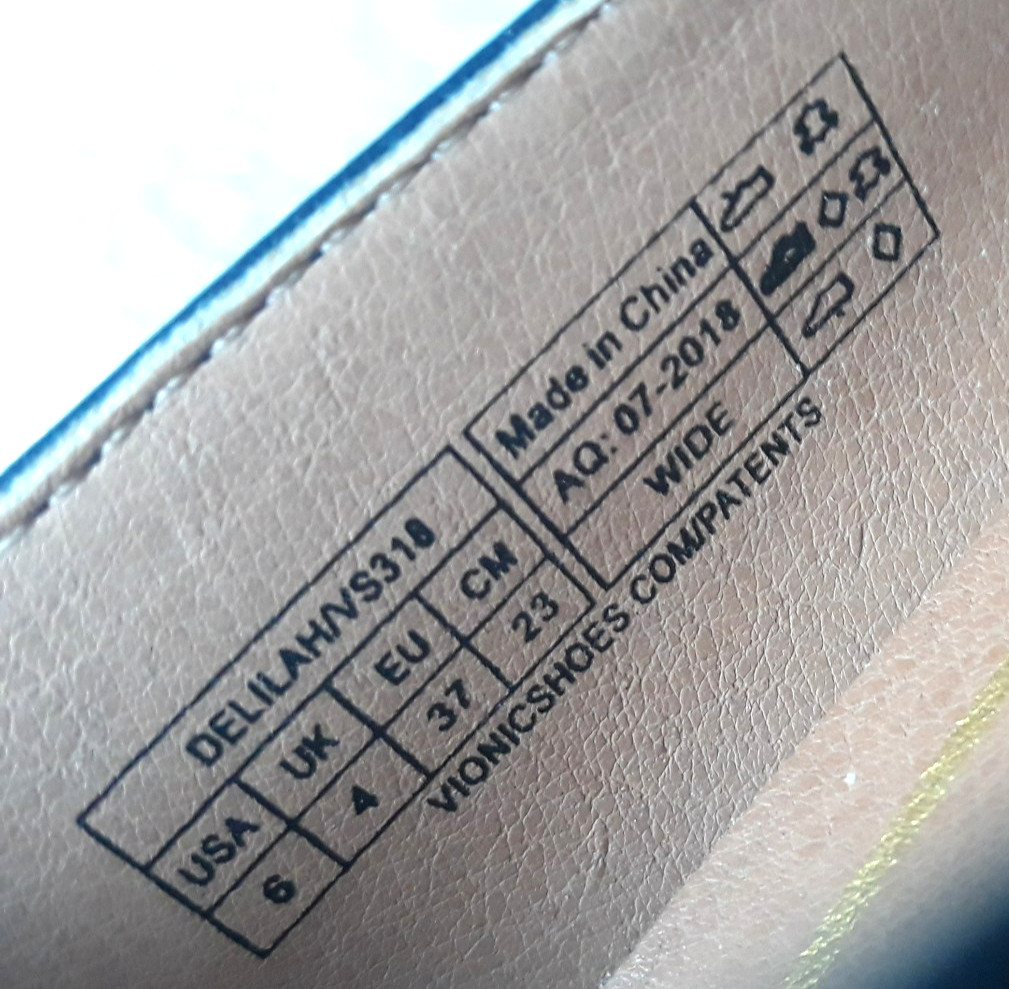 DELILAH/VS318
USA UK EU CM
6 4 37 23
Made in China
AQ: 07-2018
WIDE
VIONICSHOES.COM/PATENTS